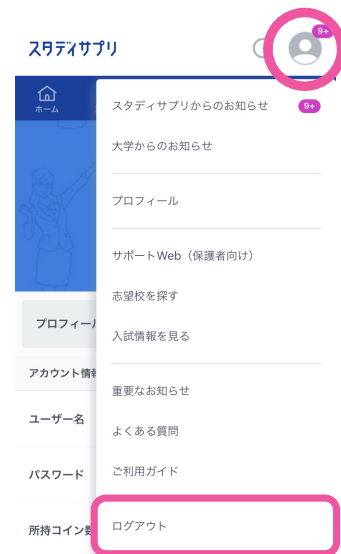 スタディサプリ
9+
ホーム
スタディサプリからのお知らせ 9+
大学からのお知らせ
プロフィール
サポートWeb（保護者向け）
志望校を探す
入試情報を見る
プロフィール
アカウント情報
重要なお知らせ
ユーザー名
よくある質問
パスワード
ご利用ガイド
所持コイン数
ログアウト